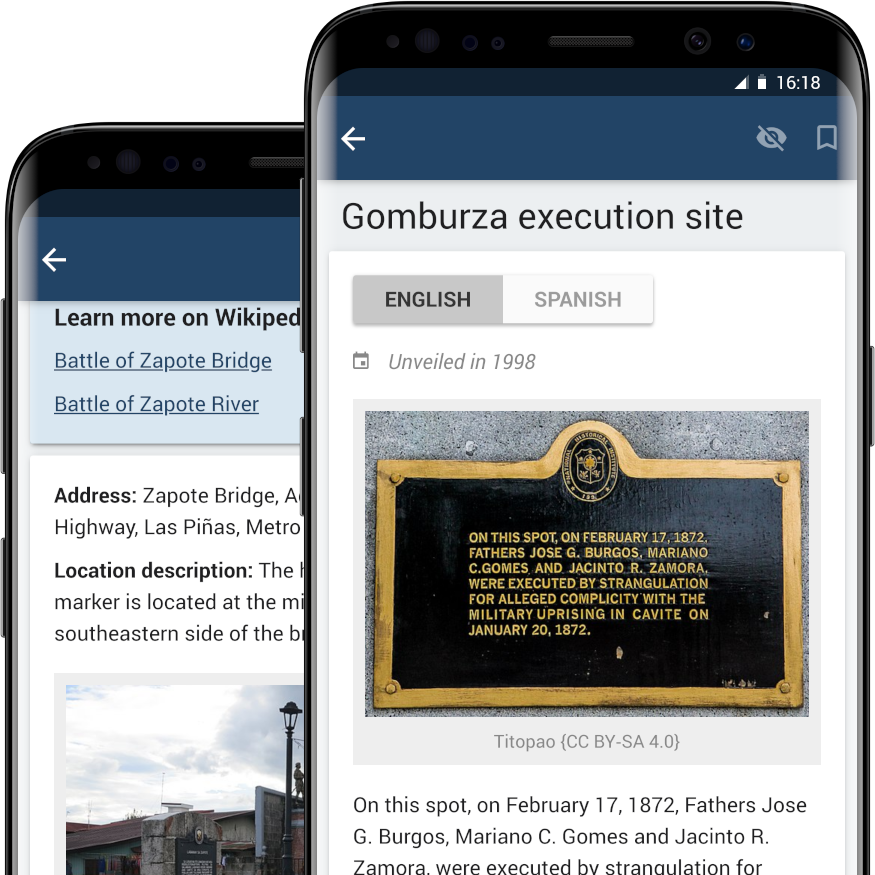 Learn more on Wikiped
Battle of Zapote Bridge
Battle of Zapote River
Address: Zapote Bridge, A
Highway, Las Piñas, Metro
Location description: The
marker is located at the mi
southeastern side of the b
16:18
Gomburza execution site
ENGLISH
SPANISH
Unveiled in 1998
NATIONAL HISTORICAL INSTITUTE
ON THIS SPOT, ON FEBRUARY 17, 1872,
FATHERS JOSE G. BURGOS, MARIANO
C.GOMES AND JACINTO R. ZAMORA,
WERE EXECUTED BY STRANGULATION
FOR ALLEGED COMPLICITY WITH THE
MILITARY UPRISING IN CAVITE ON
JANUARY 20, 1872.
Titopao {CC BY-SA 4.0}
On this spot, on February 17, 1872, Fathers Jose
G. Burgos, Mariano C. Gomes and Jacinto R.
Zamora, were executed by strangulation for